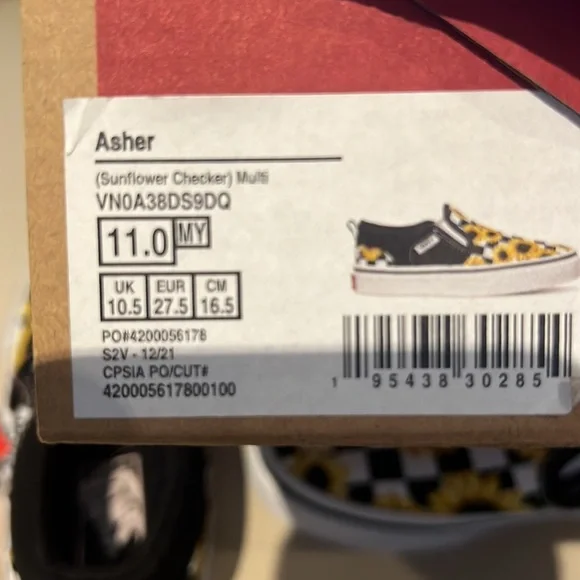 Asher
(Sunflower Checker) Multi
VN0A38DS9DQ
11.0 MY
UK EUR CM
10.5 27.5 16.5
PO#4200056178
S2V - 12/21
CPSIA PO/CUT#
420005617800100
1 95438 30285